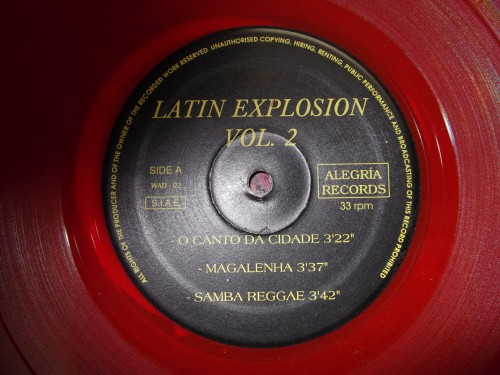 ALL RIGHTS OF THE PRODUCER AND OF THE OWNER OF THE RECORDED WORK RESERVED. UNAUTHORISED COPYING, HIRING, RENTING, PUBLIC PERFORMANCE AND BROADCASTING OF THIS RECORD PROHIBITED
LATIN EXPLOSION
VOL. 2
SIDE A
WAD - 02
S.I.A.E.
ALEGRÍA
RECORDS
33 rpm
- O CANTO DA CIDADE 3'22"
- MAGALENHA 3'37"
- SAMBA REGGAE 3'42"